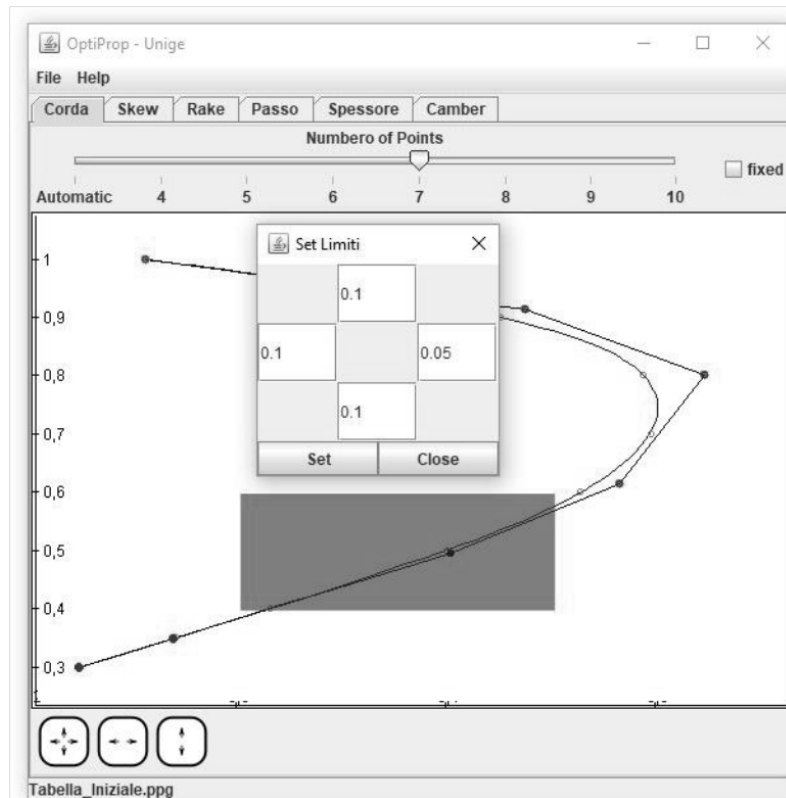 OptiProp - Unige
File Help
Corda Skew Rake Passo Spessore Camber
Numbero of Points
fixed
Automatic 4 5 6 7 8 9 10
Set Limiti
1
0.1
0,9
0.1 0.05
0,8
0.1
0,7
Set Close
0,6
0,5
0,4
0,3
Tabella_Iniziale.ppg